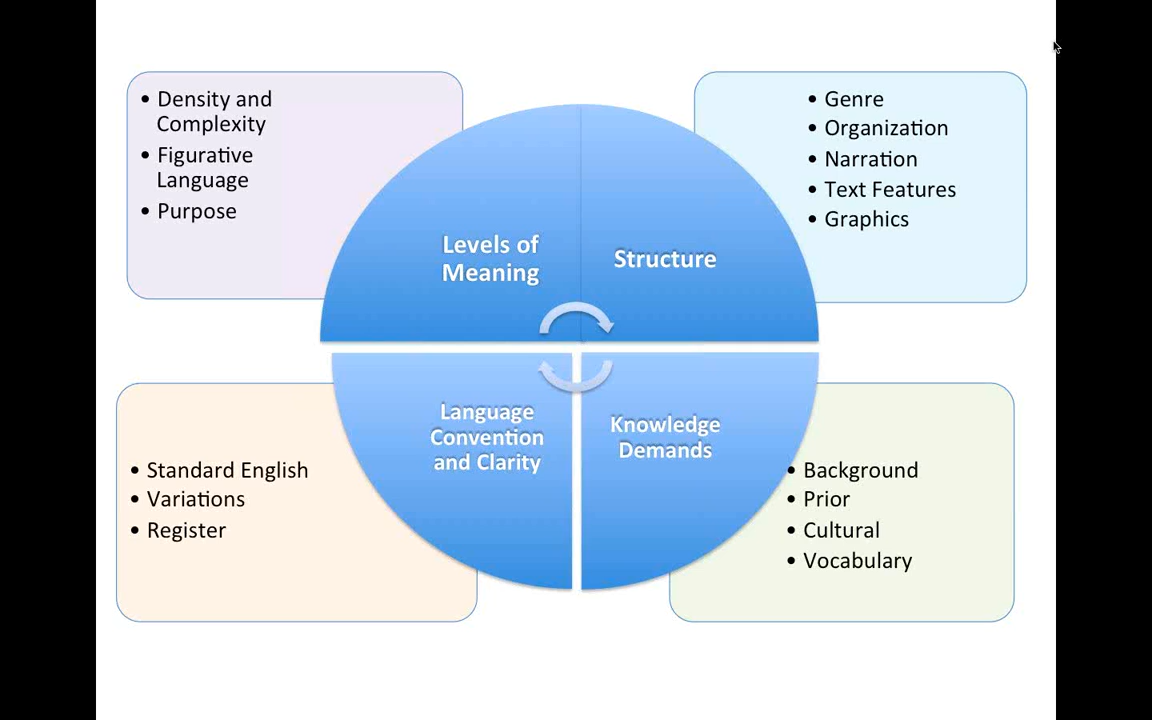 • Density and
Complexity
• Figurative
Language
• Purpose
• Genre
• Organization
• Narration
• Text Features
• Graphics
Levels of
Meaning
Structure
Language
Convention
and Clarity
Knowledge
Demands
• Standard English
• Variations
• Register
• Background
• Prior
• Cultural
• Vocabulary